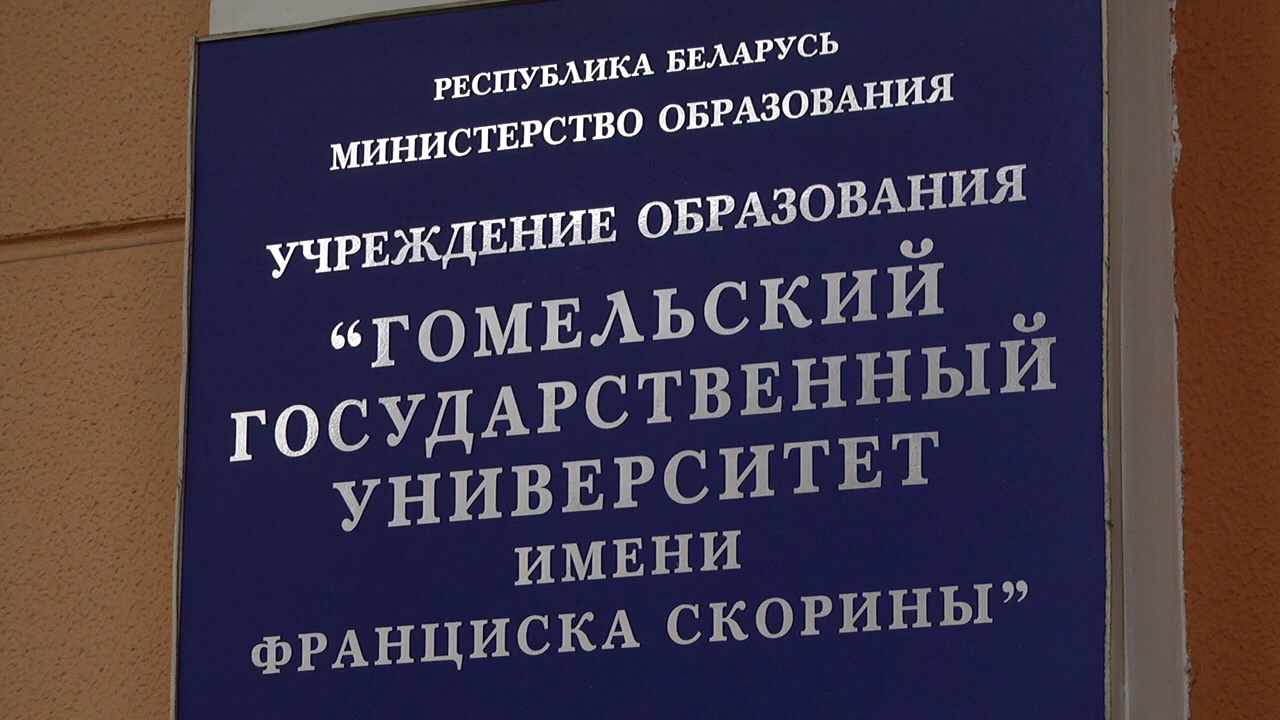 РЕСПУБЛИКА БЕЛАРУСЬ
МИНИСТЕРСТВО ОБРАЗОВАНИЯ
УЧРЕЖДЕНИЕ ОБРАЗОВАНИЯ
“ГОМЕЛЬСКИЙ
ГОСУДАРСТВЕННЫЙ
УНИВЕРСИТЕТ
ИМЕНИ
ФРАНЦИСКА СКОРИНЫ”